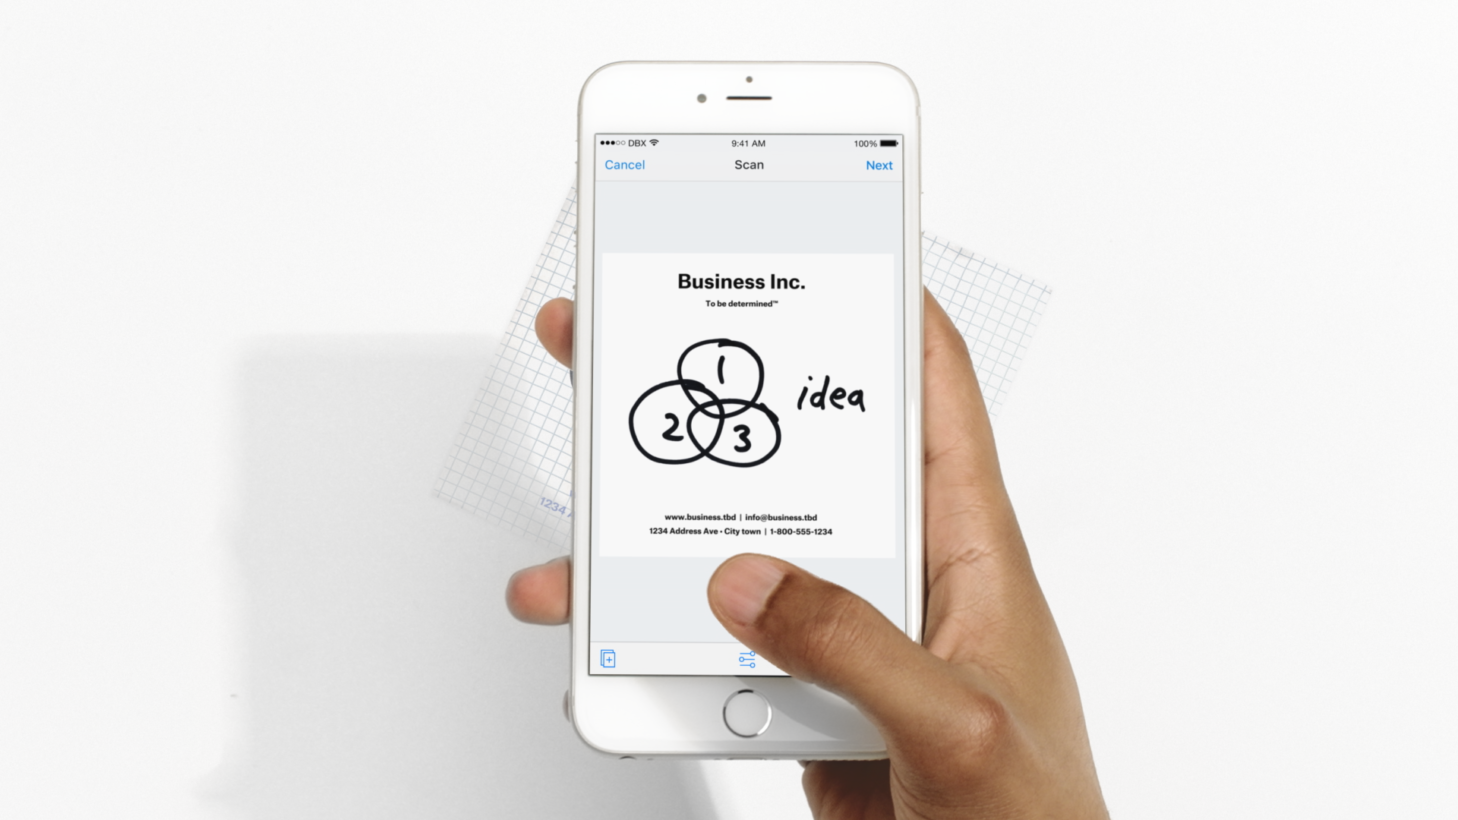 DBX 9:41 AM 100%
Cancel Scan Next
Business Inc.
To be determined™
1
idea
2 3
www.business.tbd | info@business.tbd
1234 Address Ave • City town | 1-800-555-1234
1234